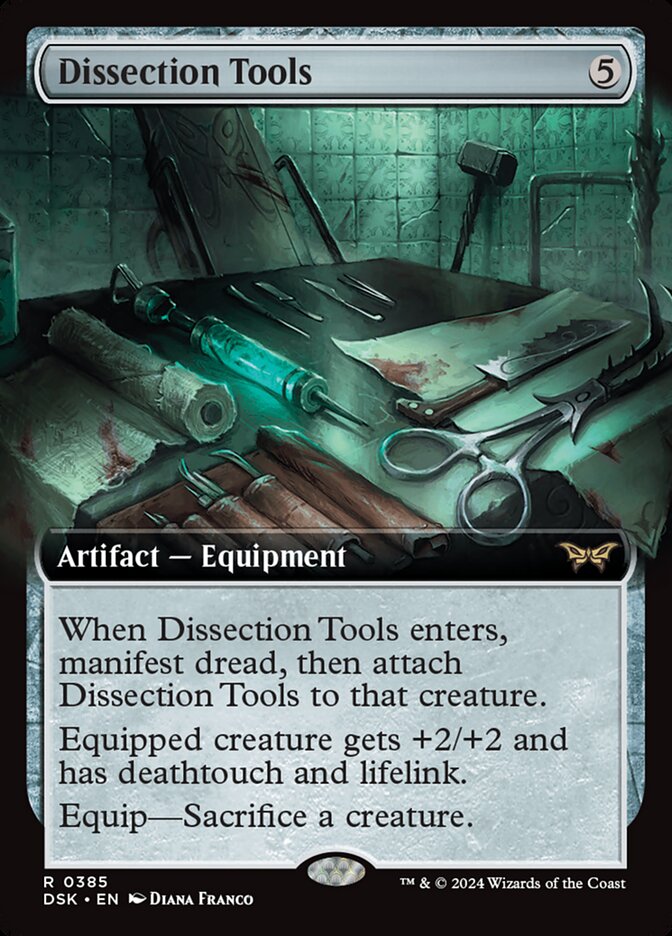 Dissection Tools 5
Artifact — Equipment
When Dissection Tools enters,
manifest dread, then attach
Dissection Tools to that creature.
Equipped creature gets +2/+2 and
has deathtouch and lifelink.
Equip—Sacrifice a creature.
R 0385
DSK • EN Diana Franco
™ & © 2024 Wizards of the Coast